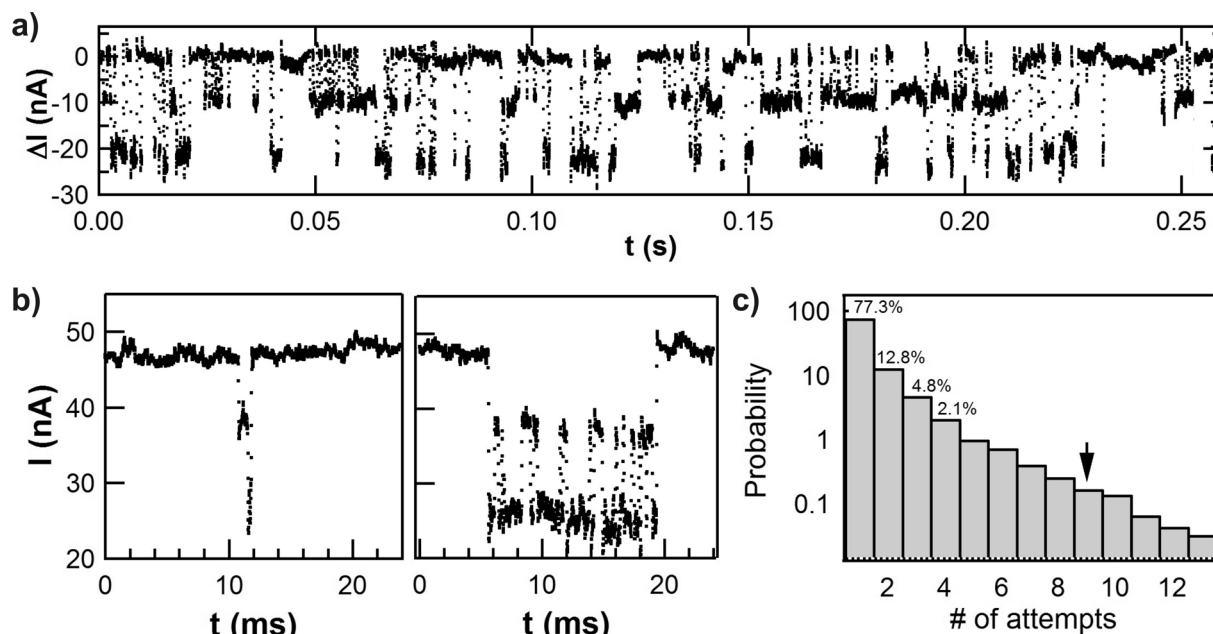 a)
ΔI (nA)
0
-10
-20
-30
0.00 0.05 0.10 0.15 0.20 0.25
t (s)
b)
I (nA)
50
40
30
20
0 10 20
t (ms)
0 10 20
t (ms)
c)
Probability
100
10
1
0.1
77.3%
12.8%
4.8%
2.1%
2 4 6 8 10 12
# of attempts